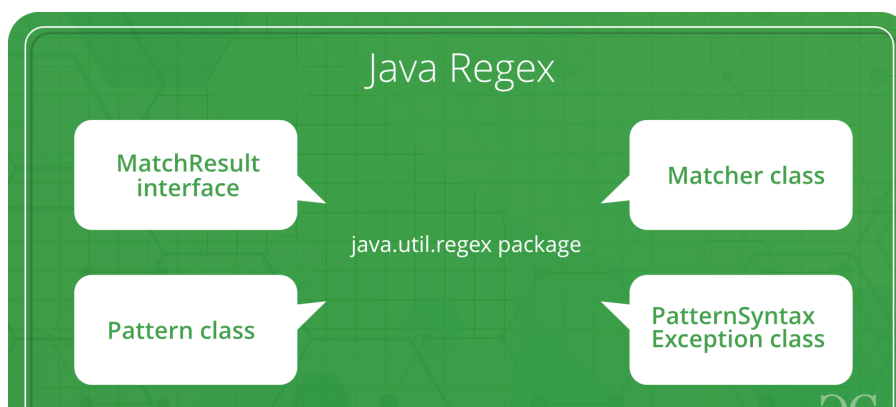 Java Regex
MatchResult
interface
Matcher class
java.util.regex package
Pattern class
PatternSyntax
Exception class